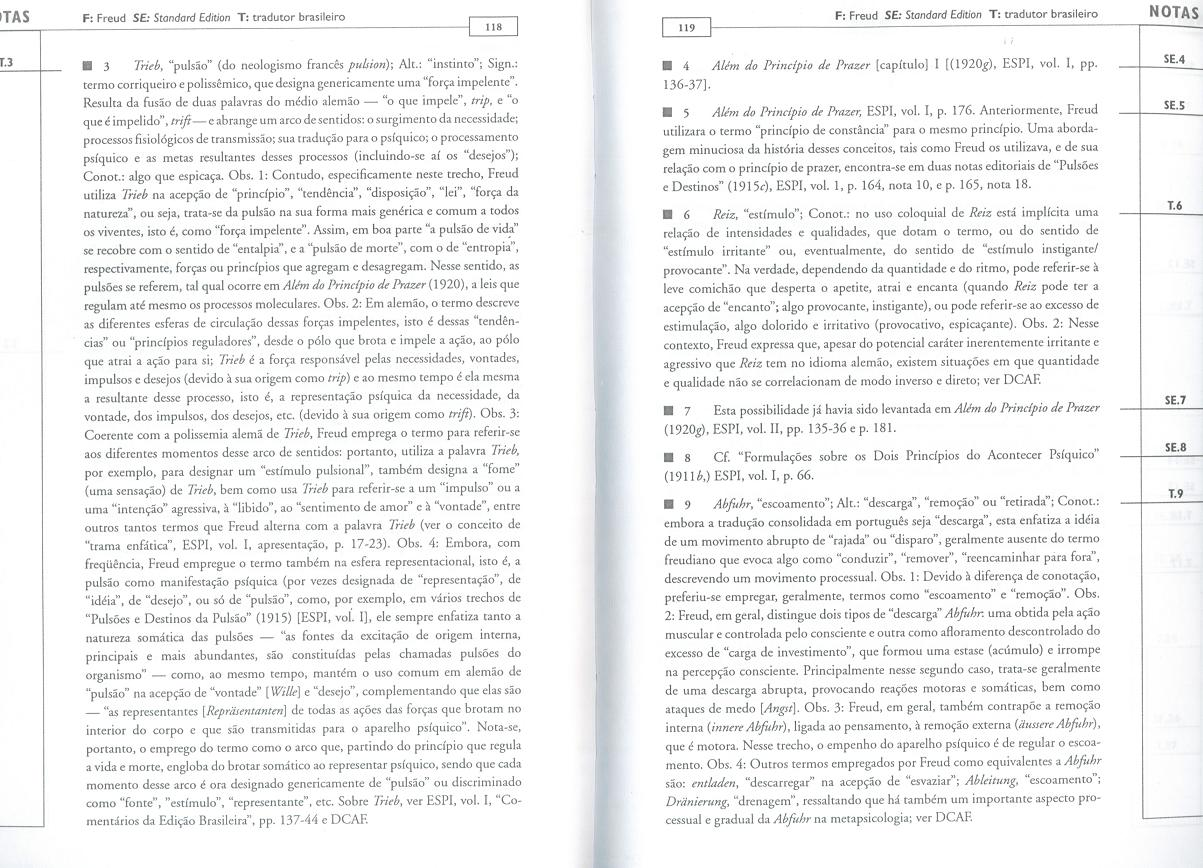 OTAS
F: Freud SE: Standard Edition T: tradutor brasileiro
118
T.3
■ 3 Trieb, “pulsão” (do neologismo francês pulsion); Alt.: “instinto”; Sign.:
termo corriqueiro e polissêmico, que designa genericamente uma “força impelente”.
Resulta da fusão de duas palavras do médio alemão — “o que impele”, trip, e “o
que é impelido”, trift — e abrange um arco de sentidos: o surgimento da necessidade;
processos fisiológicos de transmissão; sua tradução para o psíquico; o processamento
psíquico e as metas resultantes desses processos (incluindo-se aí os “desejos”);
Conot.: algo que espicaça. Obs. 1: Contudo, especificamente neste trecho, Freud
utiliza Trieb na acepção de “princípio”, “tendência”, “disposição”, “lei”, “força da
natureza”, ou seja, trata-se da pulsão na sua forma mais genérica e comum a todos
os viventes, isto é, como “força impelente”. Assim, em boa parte “a pulsão de vida”
se recobre com o sentido de “entalpia”, e a “pulsão de morte”, com o de “entropia”,
respectivamente, forças ou princípios que agregam e desagregam. Nesse sentido, as
pulsões se referem, tal qual ocorre em Além do Princípio de Prazer (1920), a leis que
regulam até mesmo os processos moleculares. Obs. 2: Em alemão, o termo descreve
as diferentes esferas de circulação dessas forças impelentes, isto é dessas “tendên-
cias” ou “princípios reguladores”, desde o pólo que brota e impele a ação, ao pólo
que atrai a ação para si; Trieb é a força responsável pelas necessidades, vontades,
impulsos e desejos (devido à sua origem como trip) e ao mesmo tempo é ela mesma
a resultante desse processo, isto é, a representação psíquica da necessidade, da
vontade, dos impulsos, dos desejos, etc. (devido à sua origem como trift). Obs. 3:
Coerente com a polissemia alemã de Trieb, Freud emprega o termo para referir-se
aos diferentes momentos desse arco de sentidos: portanto, utiliza a palavra Trieb,
por exemplo, para designar um “estímulo pulsional”, também designa a “fome”
(uma sensação) de Trieb, bem como usa Trieb para referir-se a um “impulso” ou a
uma “intenção” agressiva, à “libido”, ao “sentimento de amor” e à “vontade”, entre
outros tantos termos que Freud alterna com a palavra Trieb (ver o conceito de
“trama enfática”, ESPI, vol. I, apresentação, p. 17-23). Obs. 4: Embora, com
freqüência, Freud empregue o termo também na esfera representacional, isto é, a
pulsão como manifestação psíquica (por vezes designada de “representação”, de
“idéia”, de “desejo”, ou só de “pulsão”, como, por exemplo, em vários trechos de
“Pulsões e Destinos da Pulsão” (1915) [ESPI, vol. I], ele sempre enfatiza tanto a
natureza somática das pulsões — “as fontes da excitação de origem interna,
principais e mais abundantes, são constituídas pelas chamadas pulsões do
organismo” — como, ao mesmo tempo, mantém o uso comum em alemão de
“pulsão” na acepção de “vontade” [Wille] e “desejo”, complementando que elas são
— “as representantes [Repräsentanten] de todas as ações das forças que brotam no
interior do corpo e que são transmitidas para o aparelho psíquico”. Nota-se,
portanto, o emprego do termo como o arco que, partindo do princípio que regula
a vida e morte, engloba do brotar somático ao representar psíquico, sendo que cada
momento desse arco é ora designado genericamente de “pulsão” ou discriminado
como “fonte”, ”estímulo”, “representante”, etc. Sobre Trieb, ver ESPI, vol. I, “Co-
mentários da Edição Brasileira”, pp. 137-44 e DCAF.
119
F: Freud SE: Standard Edition T: tradutor brasileiro
NOTAS
SE.4
■ 4 Além do Princípio de Prazer [capítulo] I [(1920g), ESPI, vol. I, pp.
136-37].
SE.5
■ 5 Além do Princípio de Prazer, ESPI, vol. I, p. 176. Anteriormente, Freud
utilizara o termo “princípio de constância” para o mesmo princípio. Uma aborda-
gem minuciosa da história desses conceitos, tais como Freud os utilizava, e de sua
relação com o princípio de prazer, encontra-se em duas notas editoriais de “Pulsões
e Destinos” (1915c), ESPI, vol. 1, p. 164, nota 10, e p. 165, nota 18.
T.6
■ 6 Reiz, “estímulo”; Conot.: no uso coloquial de Reiz está implícita uma
relação de intensidades e qualidades, que dotam o termo, ou do sentido de
“estímulo irritante” ou, eventualmente, do sentido de “estímulo instigante/
provocante”. Na verdade, dependendo da quantidade e do ritmo, pode referir-se à
leve comichão que desperta o apetite, atrai e encanta (quando Reiz pode ter a
acepção de “encanto”; algo provocante, instigante), ou pode referir-se ao excesso de
estimulação, algo dolorido e irritativo (provocativo, espicaçante). Obs. 2: Nesse
contexto, Freud expressa que, apesar do potencial caráter inerentemente irritante e
agressivo que Reiz tem no idioma alemão, existem situações em que quantidade
e qualidade não se correlacionam de modo inverso e direto; ver DCAF.
SE.7
■ 7 Esta possibilidade já havia sido levantada em Além do Princípio de Prazer
(1920g), ESPI, vol. II, pp. 135-36 e p. 181.
SE.8
■ 8 Cf. “Formulações sobre os Dois Princípios do Acontecer Psíquico”
(1911b,) ESPI, vol. I, p. 66.
T.9
■ 9 Abfuhr, “escoamento”; Alt.: “descarga”, “remoção” ou “retirada”; Conot.:
embora a tradução consolidada em português seja “descarga”, esta enfatiza a idéia
de um movimento abrupto de “rajada” ou “disparo”, geralmente ausente do termo
freudiano que evoca algo como “conduzir”, “remover”, “reencaminhar para fora”,
descrevendo um movimento processual. Obs. 1: Devido à diferença de conotação,
preferiu-se empregar, geralmente, termos como “escoamento” e “remoção”. Obs.
2: Freud, em geral, distingue dois tipos de “descarga” Abfuhr: uma obtida pela ação
muscular e controlada pelo consciente e outra como afloramento descontrolado do
excesso de “carga de investimento”, que formou uma estase (acúmulo) e irrompe
na percepção consciente. Principalmente nesse segundo caso, trata-se geralmente
de uma descarga abrupta, provocando reações motoras e somáticas, bem como
ataques de medo [Angst]. Obs. 3: Freud, em geral, também contrapõe a remoção
interna (innere Abfuhr), ligada ao pensamento, à remoção externa (äussere Abfuhr),
que é motora. Nesse trecho, o empenho do aparelho psíquico é de regular o escoa-
mento. Obs. 4: Outros termos empregados por Freud como equivalentes a Abfuhr
são: entladen, “descarregar” na acepção de “esvaziar”; Ableitung, “escoamento”;
Dränierung, “drenagem”, ressaltando que há também um importante aspecto pro-
cessual e gradual da Abfuhr na metapsicologia; ver DCAF.